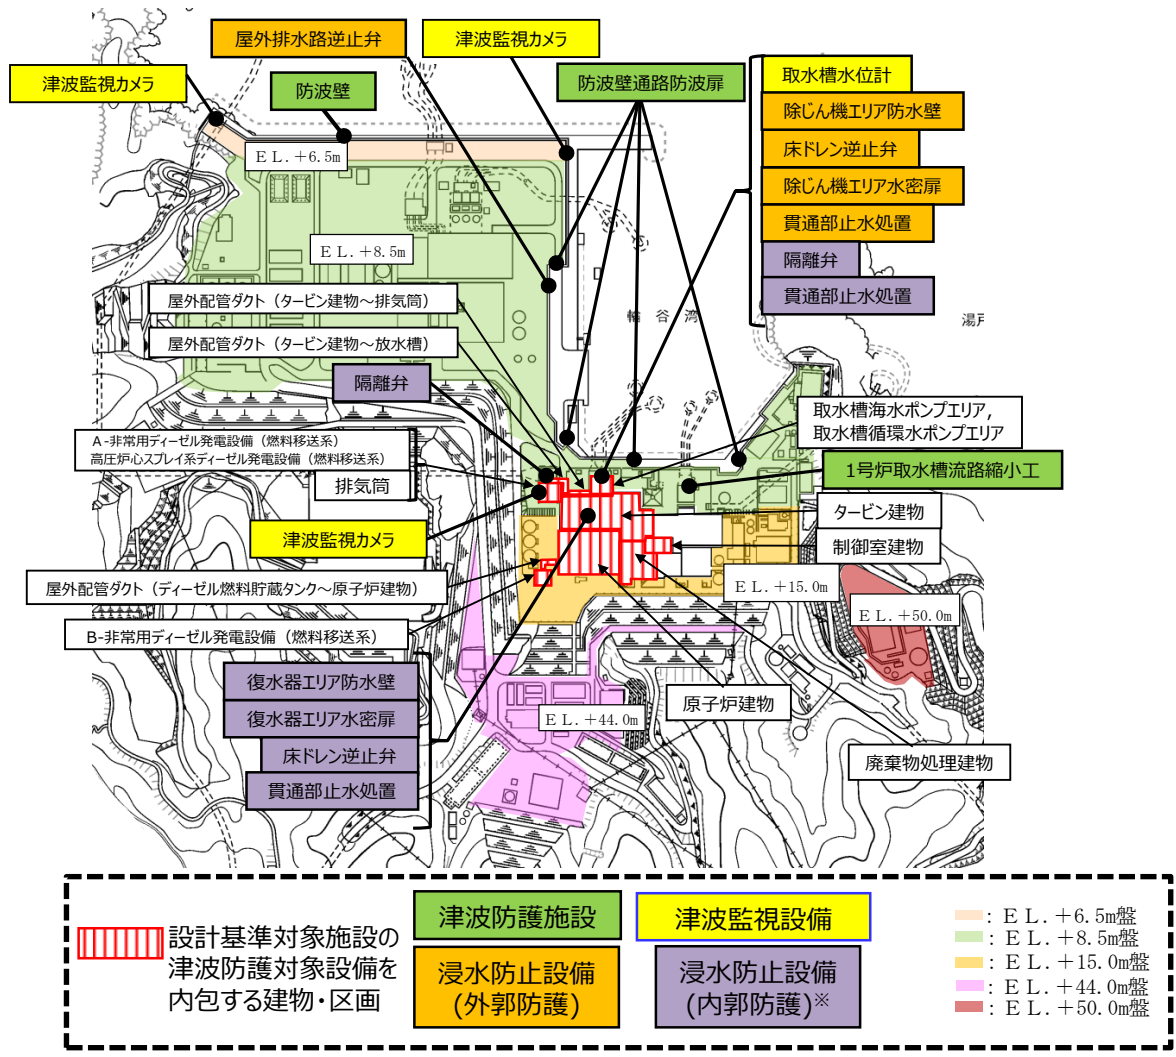 屋外排水路逆止弁
津波監視カメラ
津波監視カメラ
防波壁
防波壁通路防波扉
取水槽水位計
除じん機エリア防水壁
床ドレン逆止弁
除じん機エリア水密扉
貫通部止水処置
隔離弁
貫通部止水処置
EL.+6.5m
EL.+8.5m
屋外配管ダクト（タービン建物～排気筒）
屋外配管ダクト（タービン建物～放水槽）
輪谷湾
湯戸
隔離弁
取水槽海水ポンプエリア，
取水槽循環水ポンプエリア
A-非常用ディーゼル発電設備（燃料移送系）
高圧炉心スプレイ系ディーゼル発電設備（燃料移送系）
排気筒
1号炉取水槽流路縮小工
タービン建物
津波監視カメラ
制御室建物
屋外配管ダクト（ディーゼル燃料貯蔵タンク～原子炉建物）
EL.+15.0m
EL.+50.0m
B-非常用ディーゼル発電設備（燃料移送系）
復水器エリア防水壁
復水器エリア水密扉
床ドレン逆止弁
貫通部止水処置
原子炉建物
EL.+44.0m
廃棄物処理建物
設計基準対象施設の
津波防護対象設備を
内包する建物・区画
津波防護施設
津波監視設備
浸水防止設備
(外郭防護)
浸水防止設備
(内郭防護)※
：EL.+6.5m盤
：EL.+8.5m盤
：EL.+15.0m盤
：EL.+44.0m盤
：EL.+50.0m盤